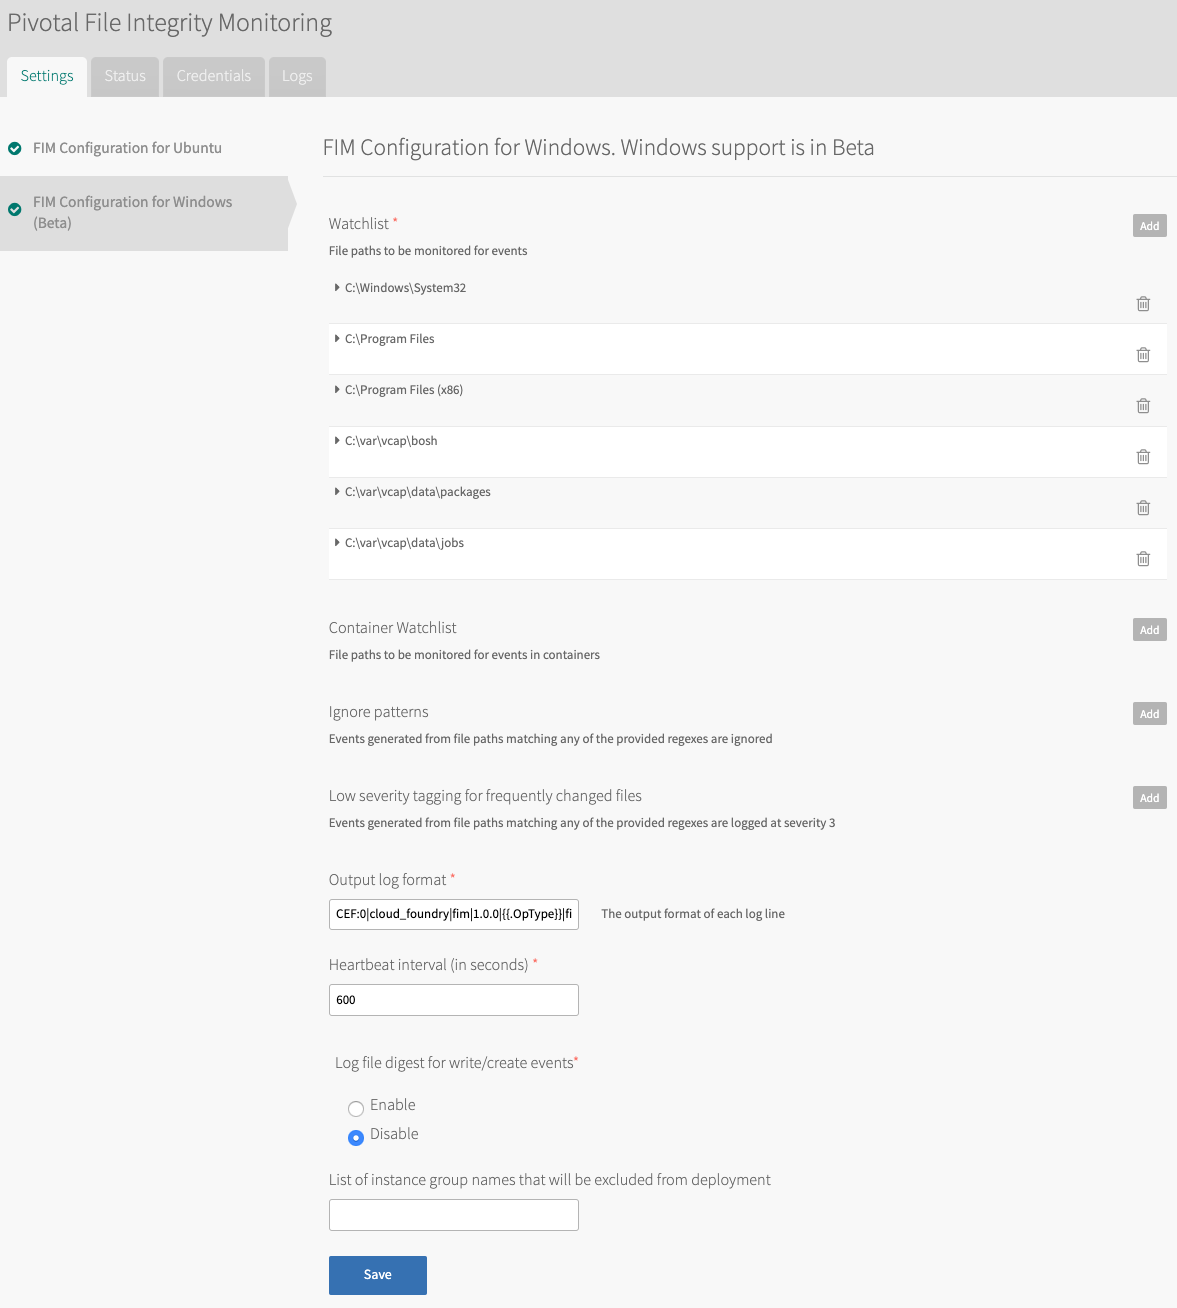 Pivotal File Integrity Monitoring
Settings
Status
Credentials
Logs
FIM Configuration for Ubuntu
FIM Configuration for Windows
(Beta)
FIM Configuration for Windows. Windows support is in Beta
Watchlist *
Add
File paths to be monitored for events
C:\Windows\System32
C:\Program Files
C:\Program Files (x86)
C:\var\vcap\bosh
C:\var\vcap\data\packages
C:\var\vcap\data\jobs
Container Watchlist
Add
File paths to be monitored for events in containers
Ignore patterns
Add
Events generated from file paths matching any of the provided regexes are ignored
Low severity tagging for frequently changed files
Add
Events generated from file paths matching any of the provided regexes are logged at severity 3
Output log format *
CEF:0|cloud_foundry|fim|1.0.0|{{.OpType}}|fi
The output format of each log line
Heartbeat interval (in seconds) *
600
Log file digest for write/create events*
Enable
Disable
List of instance group names that will be excluded from deployment
Save